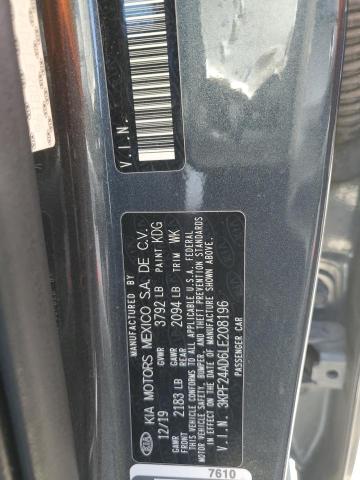 V.I.N.
MANUFACTURED BY
KIA MOTORS MEXICO S.A. DE C.V.
12/19 GVWR 3792 LB PAINT KDG
GAWR FRONT 2183 LB GAWR REAR 2094 LB TRIM WK
THIS VEHICLE CONFORMS TO ALL APPLICABLE U.S.A. FEDERAL
MOTOR VEHICLE SAFETY, BUMPER, AND THEFT PREVENTION
STANDARDS IN EFFECT ON THE DATE OF MANUFACTURE SHOWN ABOVE.
V.I.N. 3KPF24AD6LE208196
PASSENGER CAR
KIA
7610